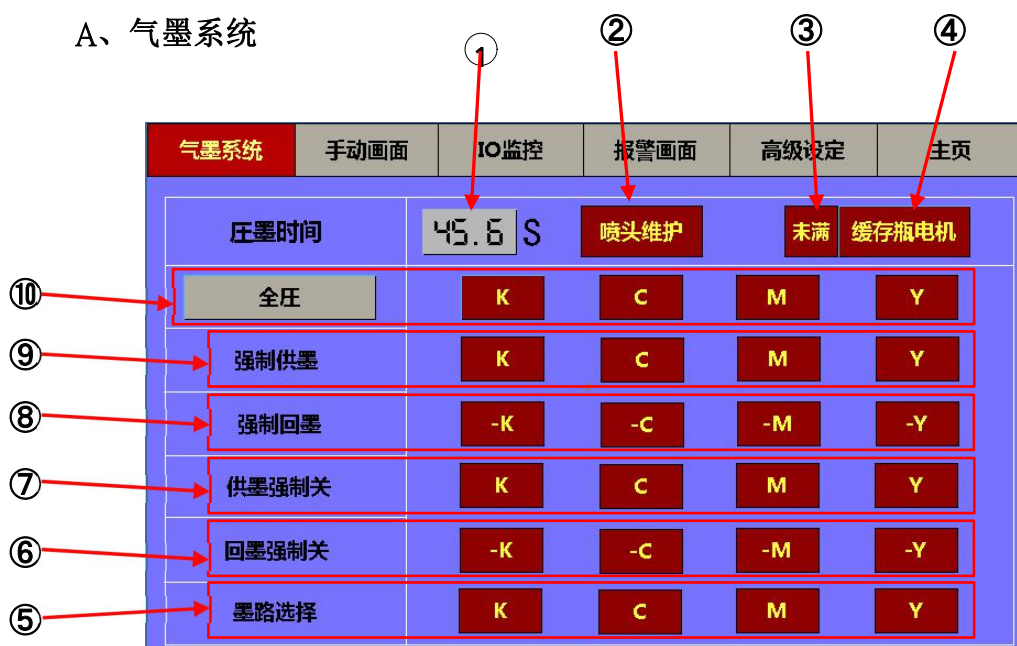 A、气墨系统
① ② ③ ④
气墨系统 手动画面 IO监控 报警画面 高级设定 主页
压墨时间 45.6 S 喷头维护 未满 缓存瓶电机
⑩ 全压 K C M Y
⑨ 强制供墨 K C M Y
⑧ 强制回墨 -K -C -M -Y
⑦ 供墨强制关 K C M Y
⑥ 回墨强制关 -K -C -M -Y
⑤ 墨路选择 K C M Y